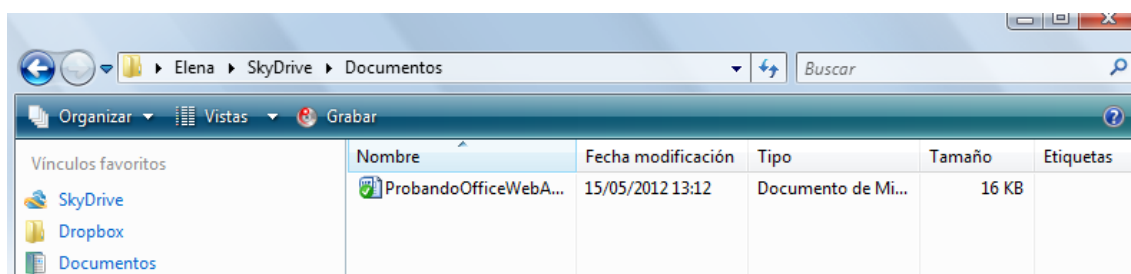 Elena SkyDrive Documentos Buscar
Organizar Vistas Grabar
Vínculos favoritos
SkyDrive
Dropbox
Documentos
Nombre Fecha modificación Tipo Tamaño Etiquetas
ProbandoOfficeWebA... 15/05/2012 13:12 Documento de Mi... 16 KB